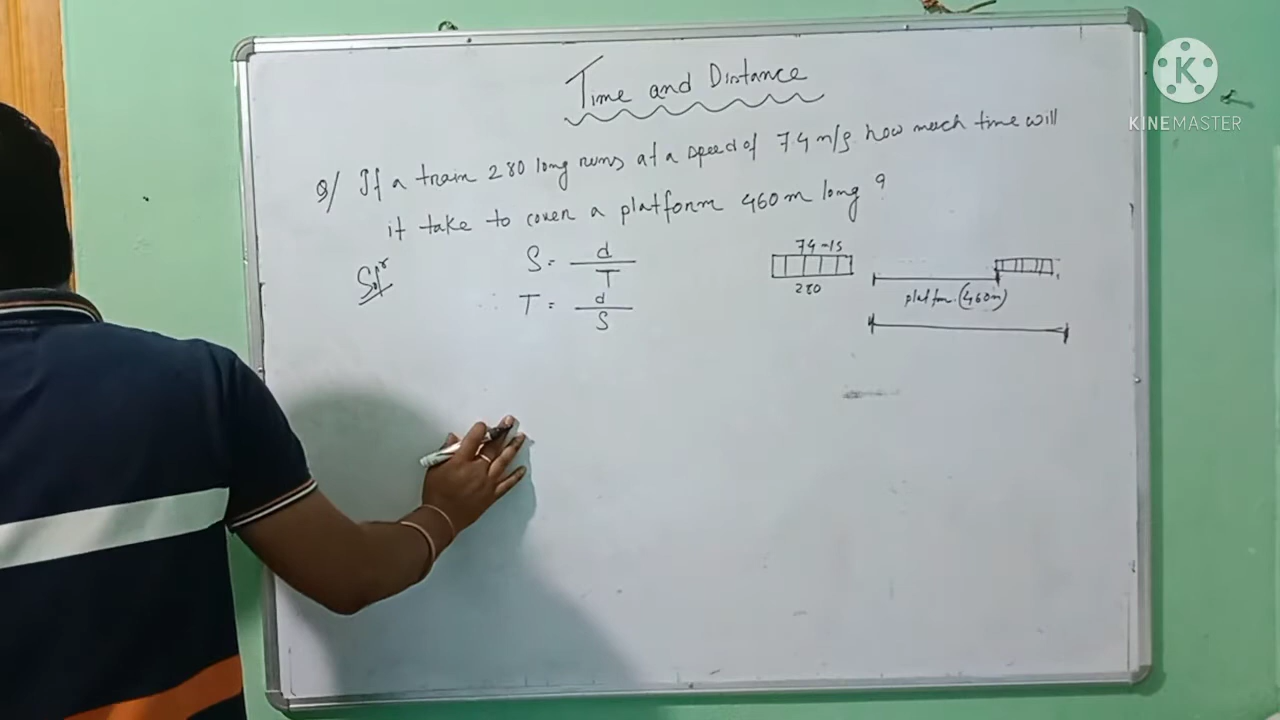 Time and Distance
Q/ If a train 280 long runs at a speed of 74 m/s how much time will
it take to cover a platform 460m long ?
Solⁿ
S = d / T
∴ T = d / S
74 m/s
280
platform (460m)
K
KINEMASTER